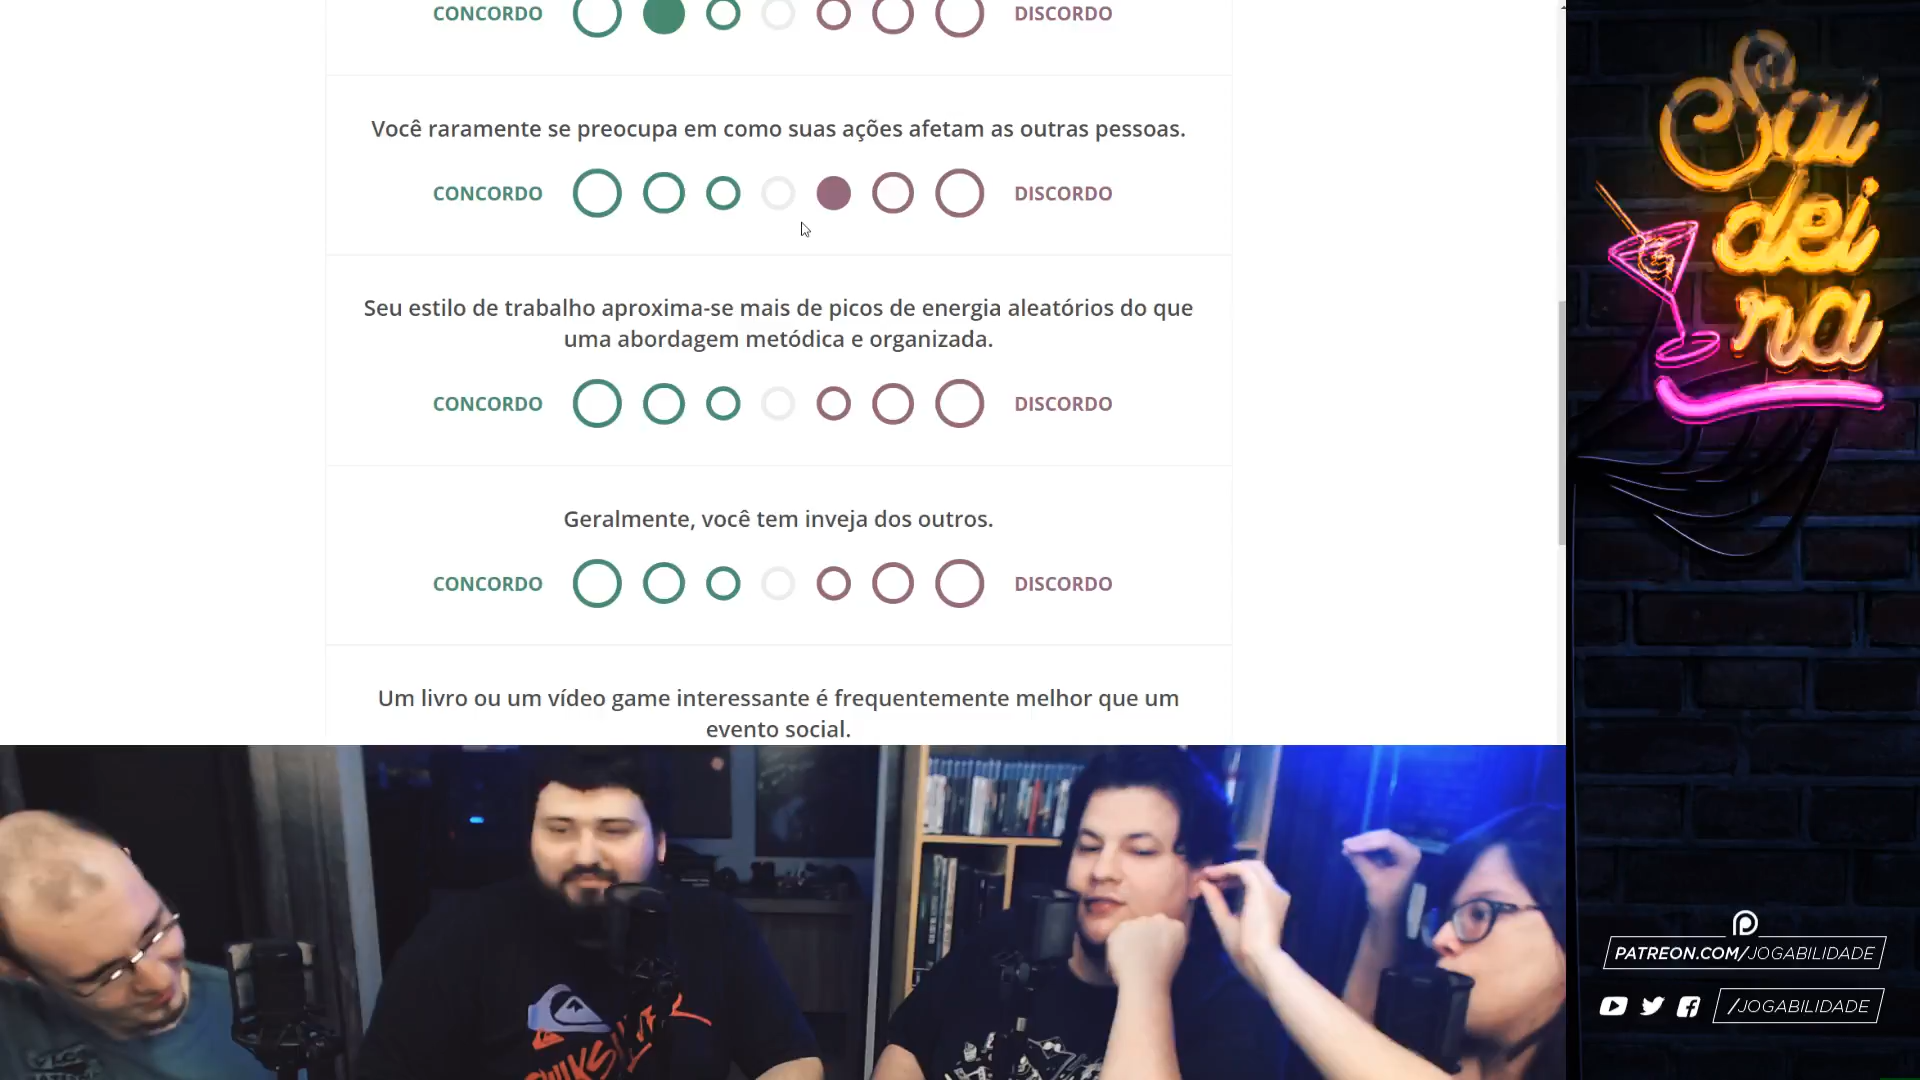 CONCORDO DISCORDO
Você raramente se preocupa em como suas ações afetam as outras pessoas.
CONCORDO DISCORDO
Seu estilo de trabalho aproxima-se mais de picos de energia aleatórios do que
uma abordagem metódica e organizada.
CONCORDO DISCORDO
Geralmente, você tem inveja dos outros.
CONCORDO DISCORDO
Um livro ou um vídeo game interessante é frequentemente melhor que um
evento social.
Sau
dei
ra
PATREON.COM/JOGABILIDADE
/JOGABILIDADE